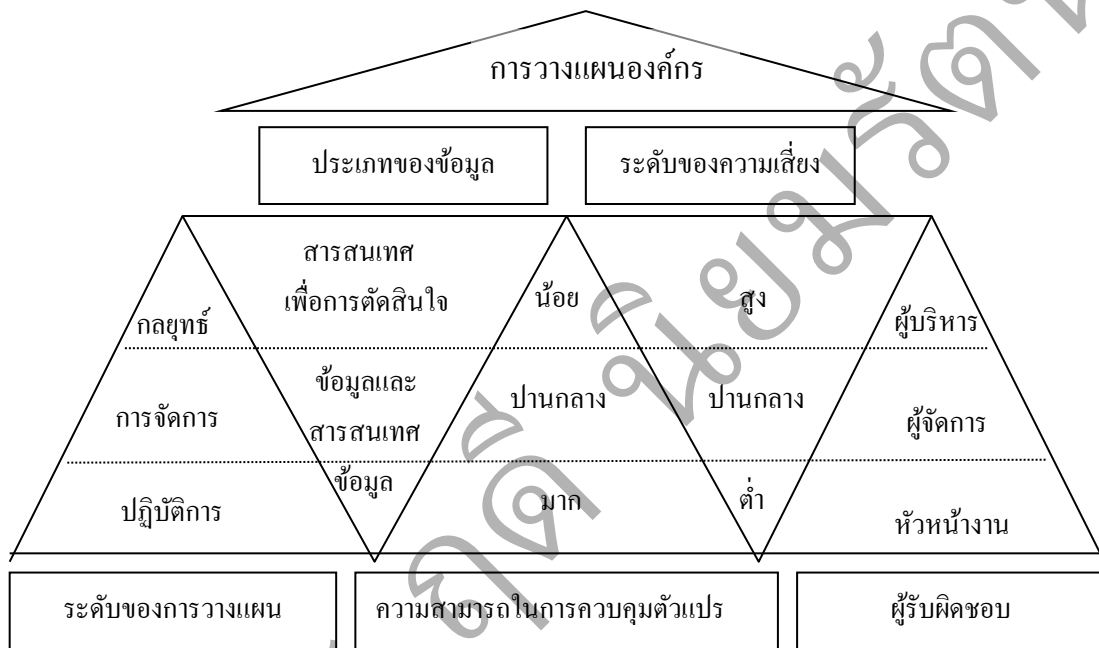 การวางแผนองค์กร
ประเภทของข้อมูล ระดับของความเสี่ยง
สารสนเทศ
เพื่อการตัดสินใจ
น้อย สูง
กลยุทธ์ ผู้บริหาร
ข้อมูลและ
สารสนเทศ
ปานกลาง ปานกลาง
การจัดการ ผู้จัดการ
ข้อมูล
มาก ต่ำ
ปฏิบัติการ หัวหน้างาน
ระดับของการวางแผน ความสามารถในการควบคุมตัวแปร ผู้รับผิดชอบ